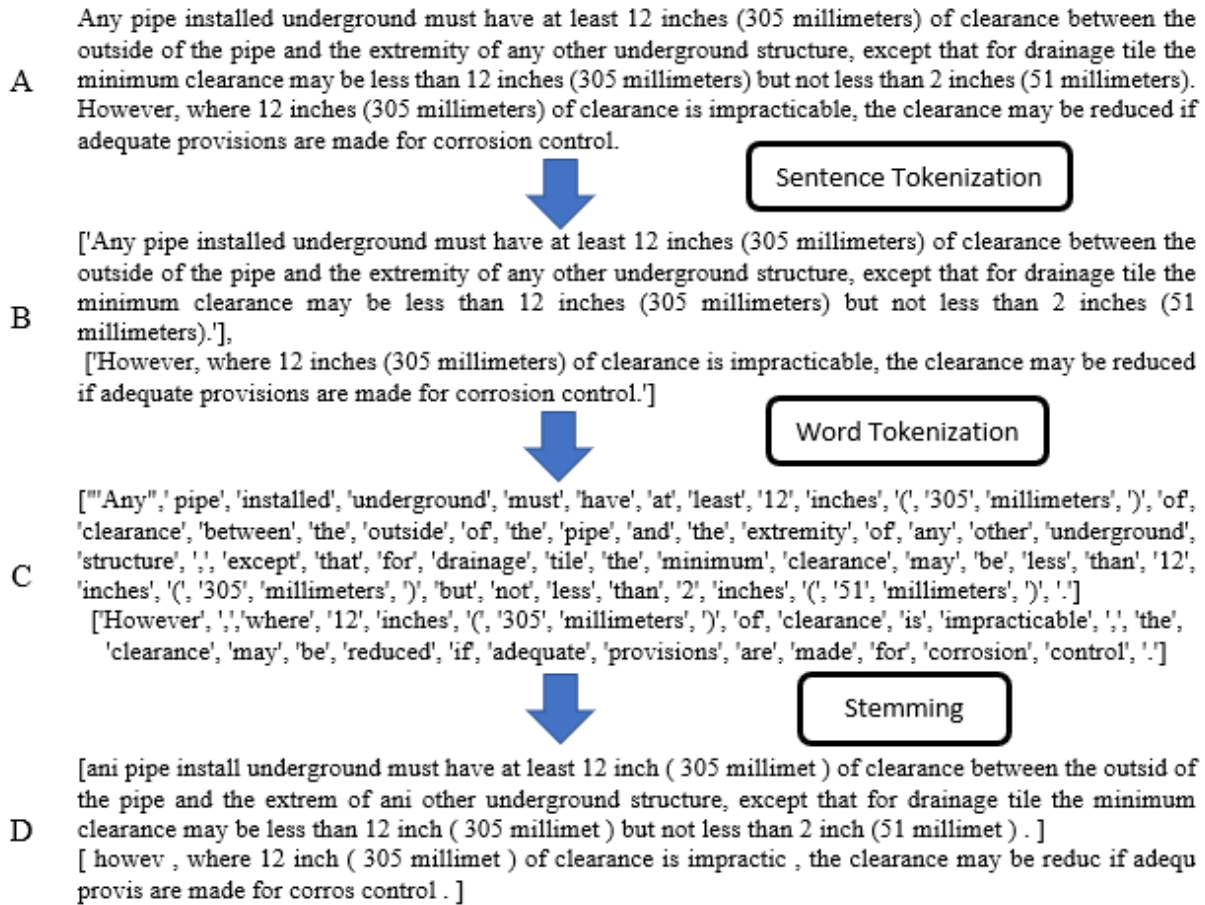 Any pipe installed underground must have at least 12 inches (305 millimeters) of clearance between the
outside of the pipe and the extremity of any other underground structure, except that for drainage tile the
A
minimum clearance may be less than 12 inches (305 millimeters) but not less than 2 inches (51 millimeters).
However, where 12 inches (305 millimeters) of clearance is impracticable, the clearance may be reduced if
adequate provisions are made for corrosion control.
Sentence Tokenization
['Any pipe installed underground must have at least 12 inches (305 millimeters) of clearance between the
outside of the pipe and the extremity of any other underground structure, except that for drainage tile the
minimum clearance may be less than 12 inches (305 millimeters) but not less than 2 inches (51
B
millimeters).'],
['However, where 12 inches (305 millimeters) of clearance is impracticable, the clearance may be reduced
if adequate provisions are made for corrosion control.']
Word Tokenization
["'Any",' pipe', 'installed', 'underground', 'must', 'have', 'at', 'least', '12', 'inches', '(', '305', 'millimeters', ')', 'of',
'clearance', 'between', 'the', 'outside', 'of', 'the', 'pipe', 'and', 'the', 'extremity', 'of', 'any', 'other', 'underground',
'structure', ',', 'except', 'that', 'for', 'drainage', 'tile', 'the', 'minimum', 'clearance', 'may', 'be', 'less', 'than', '12',
C
'inches', '(', '305', 'millimeters', ')', 'but', 'not', 'less', 'than', '2', 'inches', '(', '51', 'millimeters', ')', '.']
['However', ',','where', '12', 'inches', '(', '305', 'millimeters', ')', 'of', 'clearance', 'is', 'impracticable', ',', 'the',
'clearance', 'may', 'be', 'reduced', 'if', 'adequate', 'provisions', 'are', 'made', 'for', 'corrosion', 'control', '.']
Stemming
[ani pipe install underground must have at least 12 inch ( 305 millimet ) of clearance between the outsid of
the pipe and the extrem of ani other underground structure, except that for drainage tile the minimum
D
clearance may be less than 12 inch ( 305 millimet ) but not less than 2 inch (51 millimet ) . ]
[ howev , where 12 inch ( 305 millimet ) of clearance is impractic , the clearance may be reduc if adequ
provis are made for corros control . ]